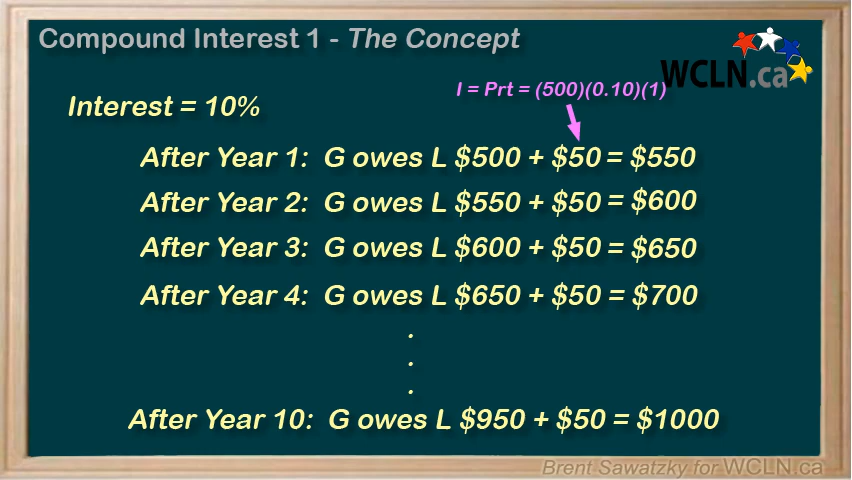 Compound Interest 1 - The Concept
WCLN.ca
I = Prt = (500)(0.10)(1)
Interest = 10%
After Year 1: G owes L $500 + $50 = $550
After Year 2: G owes L $550 + $50 = $600
After Year 3: G owes L $600 + $50 = $650
After Year 4: G owes L $650 + $50 = $700
.
.
.
After Year 10: G owes L $950 + $50 = $1000
Brent Sawatzky for WCLN.ca